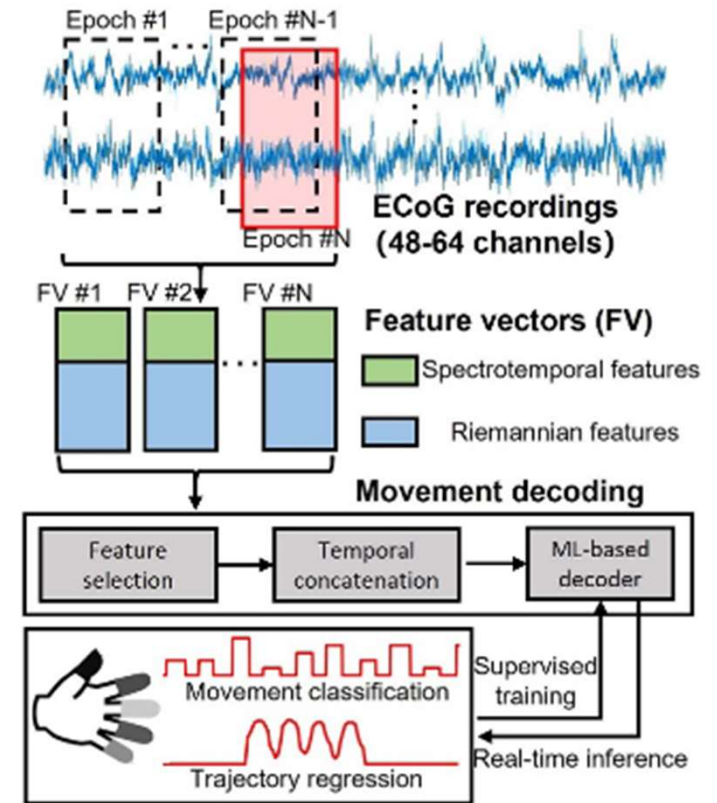 Epoch #1
Epoch #N-1
Epoch #N
ECoG recordings
(48-64 channels)
FV #1
FV #2
FV #N
Feature vectors (FV)
Spectrotemporal features
Riemannian features
Movement decoding
Feature
selection
Temporal
concatenation
ML-based
decoder
Movement classification
Trajectory regression
Supervised
training
Real-time inference